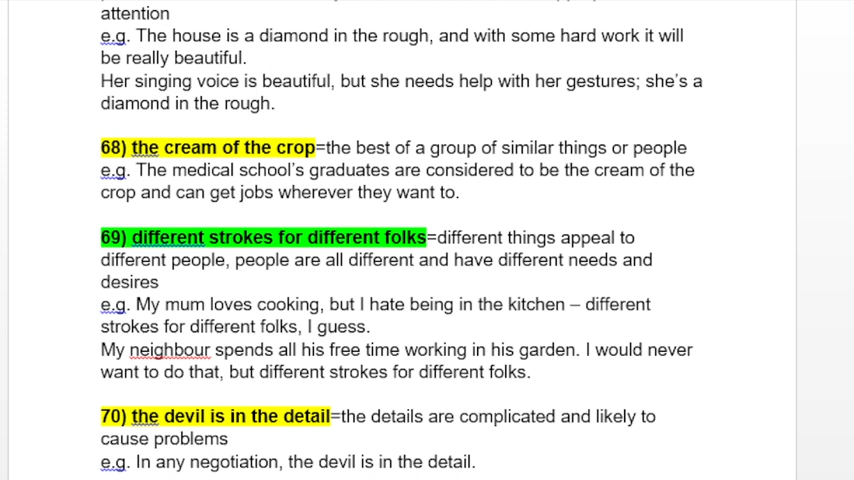 attention
e.g. The house is a diamond in the rough, and with some hard work it will
be really beautiful.
Her singing voice is beautiful, but she needs help with her gestures; she's a
diamond in the rough.
68) the cream of the crop=the best of a group of similar things or people
e.g. The medical school's graduates are considered to be the cream of the
crop and can get jobs wherever they want to.
69) different strokes for different folks=different things appeal to
different people, people are all different and have different needs and
desires
e.g. My mum loves cooking, but I hate being in the kitchen – different
strokes for different folks, I guess.
My neighbour spends all his free time working in his garden. I would never
want to do that, but different strokes for different folks.
70) the devil is in the detail=the details are complicated and likely to
cause problems
e.g. In any negotiation, the devil is in the detail.